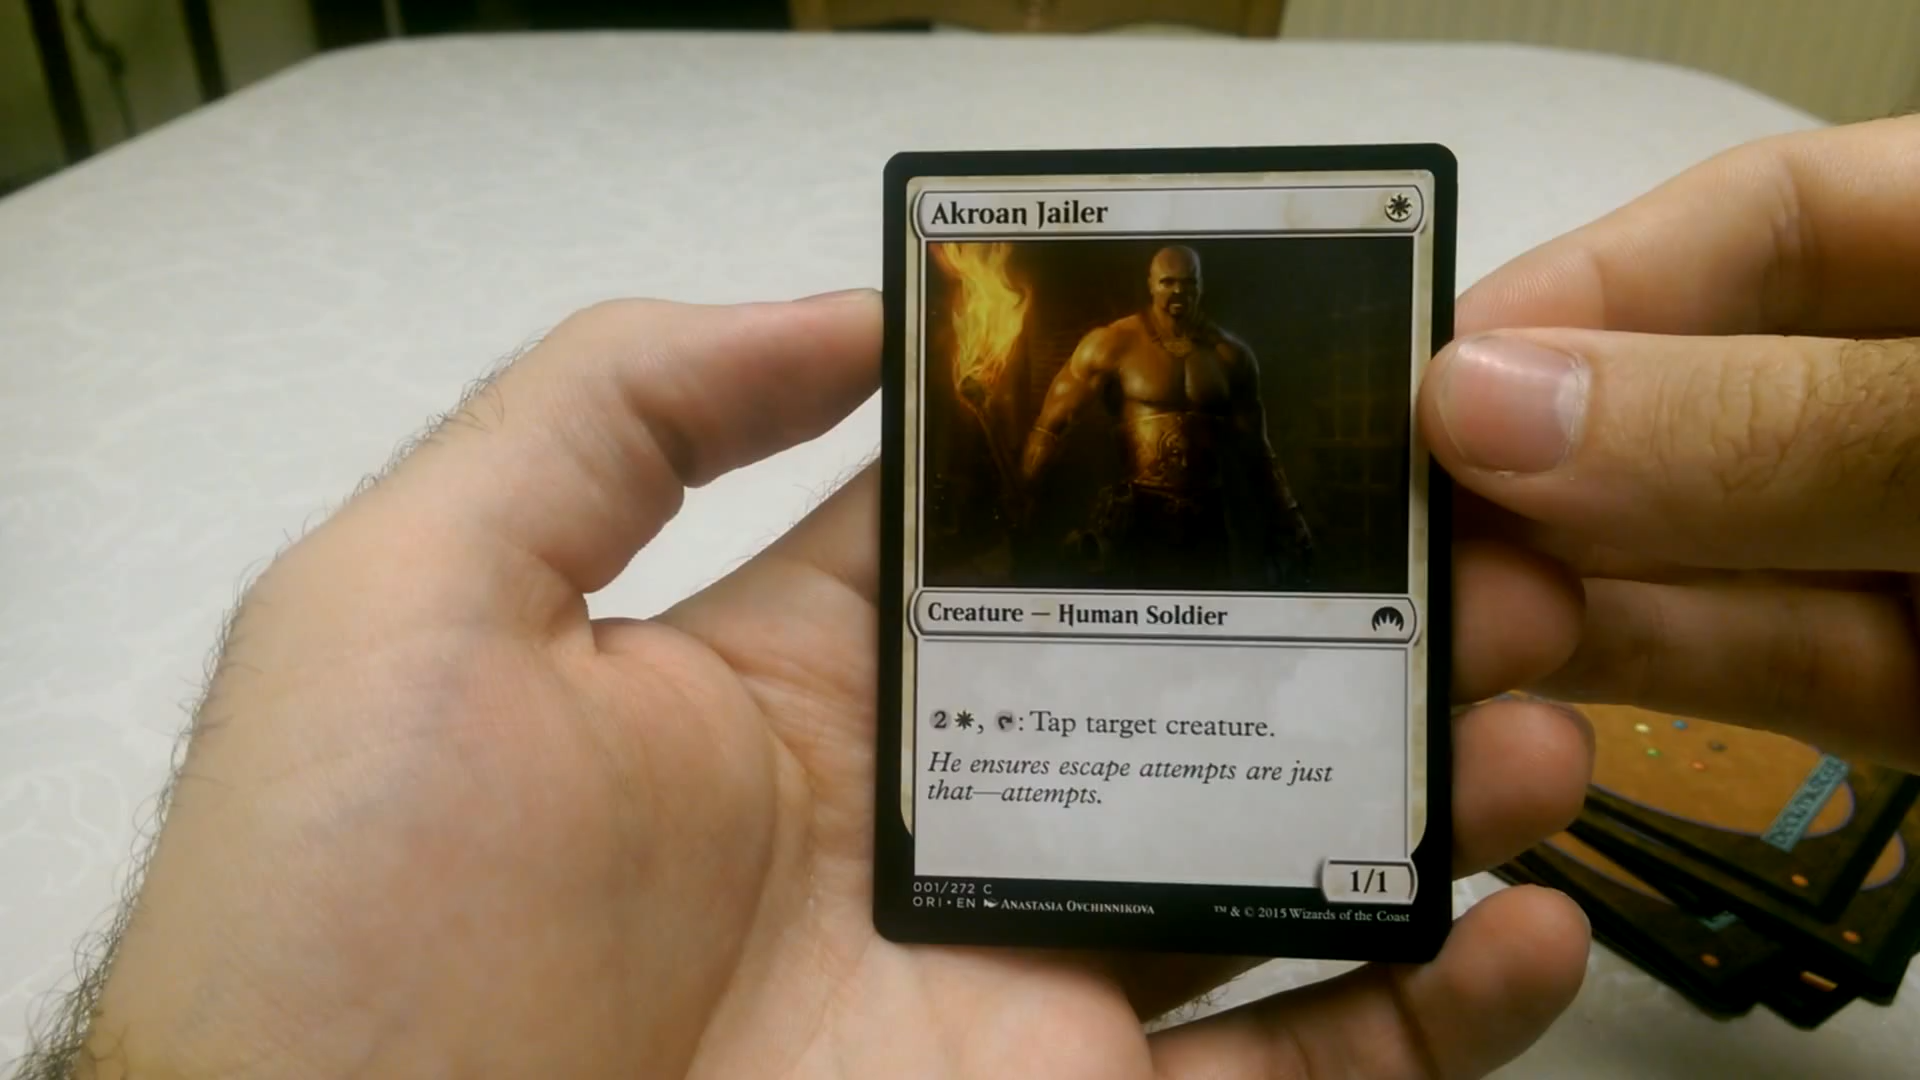 Akroan Jailer
Creature — Human Soldier
2, : Tap target creature.
He ensures escape attempts are just
that—attempts.
1/1
001/272 C
ORI • EN ANASTASIA OVCHINNIKOVA
™ & © 2015 Wizards of the Coast
DECKMASTER